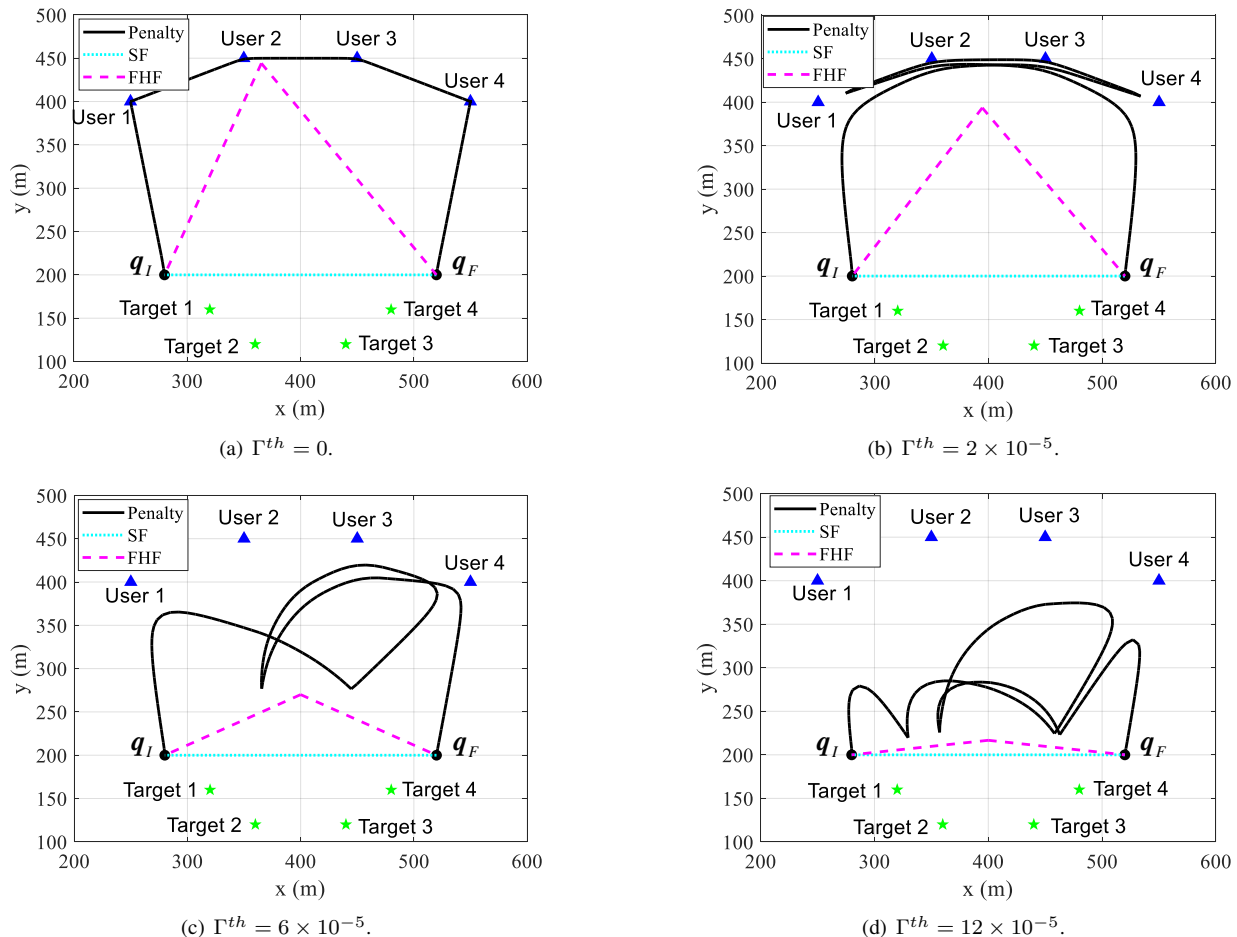 500
450
400
350
300
250
200
150
100
y (m)
Penalty
SF
FHF
User 1
User 2
User 3
User 4
q_I
q_F
Target 1
Target 2
Target 3
Target 4
200 300 400 500 600
x (m)
(a) Γ^{th} = 0.
500
450
400
350
300
250
200
150
100
y (m)
Penalty
SF
FHF
User 1
User 2
User 3
User 4
q_I
q_F
Target 1
Target 2
Target 3
Target 4
200 300 400 500 600
x (m)
(b) Γ^{th} = 2 × 10^{-5}.
500
450
400
350
300
250
200
150
100
y (m)
Penalty
SF
FHF
User 1
User 2
User 3
User 4
q_I
q_F
Target 1
Target 2
Target 3
Target 4
200 300 400 500 600
x (m)
(c) Γ^{th} = 6 × 10^{-5}.
500
450
400
350
300
250
200
150
100
y (m)
Penalty
SF
FHF
User 1
User 2
User 3
User 4
q_I
q_F
Target 1
Target 2
Target 3
Target 4
200 300 400 500 600
x (m)
(d) Γ^{th} = 12 × 10^{-5}.